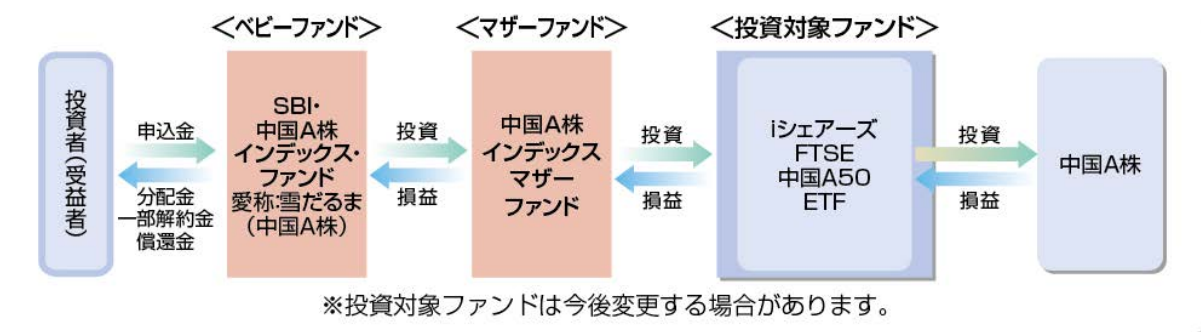 ＜ベビーファンド＞
＜マザーファンド＞
＜投資対象ファンド＞
投資者（受益者）
申込金
分配金
一部解約金
償還金
SBI・
中国A株
インデックス・
ファンド
愛称：雪だるま
（中国A株）
投資
損益
中国A株
インデックス
マザー
ファンド
投資
損益
iシェアーズ
FTSE
中国A50
ETF
投資
損益
中国A株
※投資対象ファンドは今後変更する場合があります。